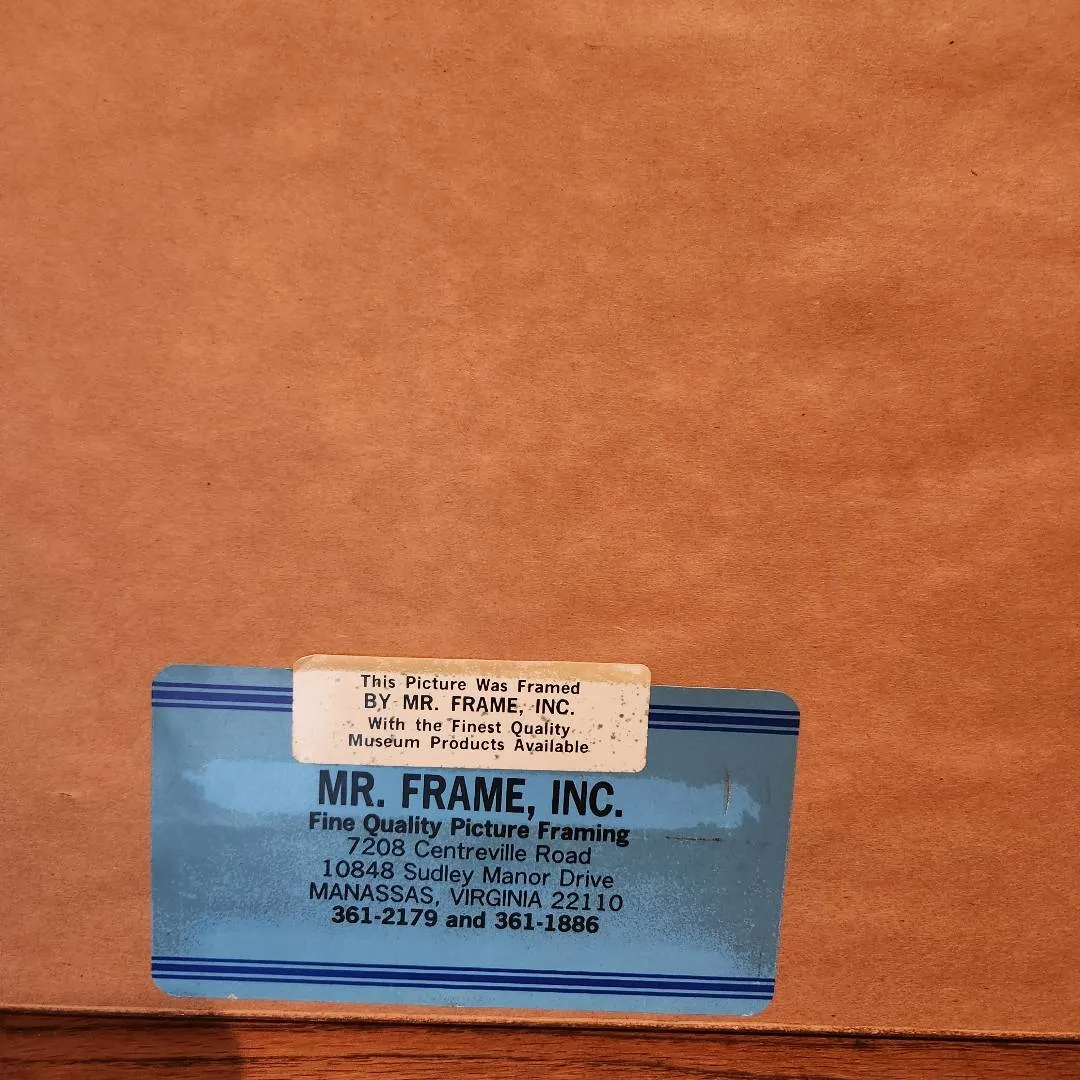 This Picture Was Framed
BY MR. FRAME, INC.
With the Finest Quality
Museum Products Available
MR. FRAME, INC.
Fine Quality Picture Framing
7208 Centreville Road
10848 Sudley Manor Drive
MANASSAS, VIRGINIA 22110
361-2179 and 361-1886